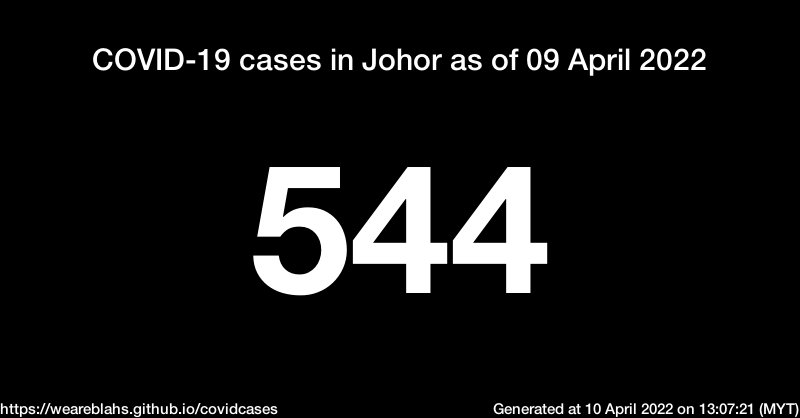 COVID-19 cases in Johor as of 09 April 2022
544
https://weareblahs.github.io/covidcases
Generated at 10 April 2022 on 13:07:21 (MYT)